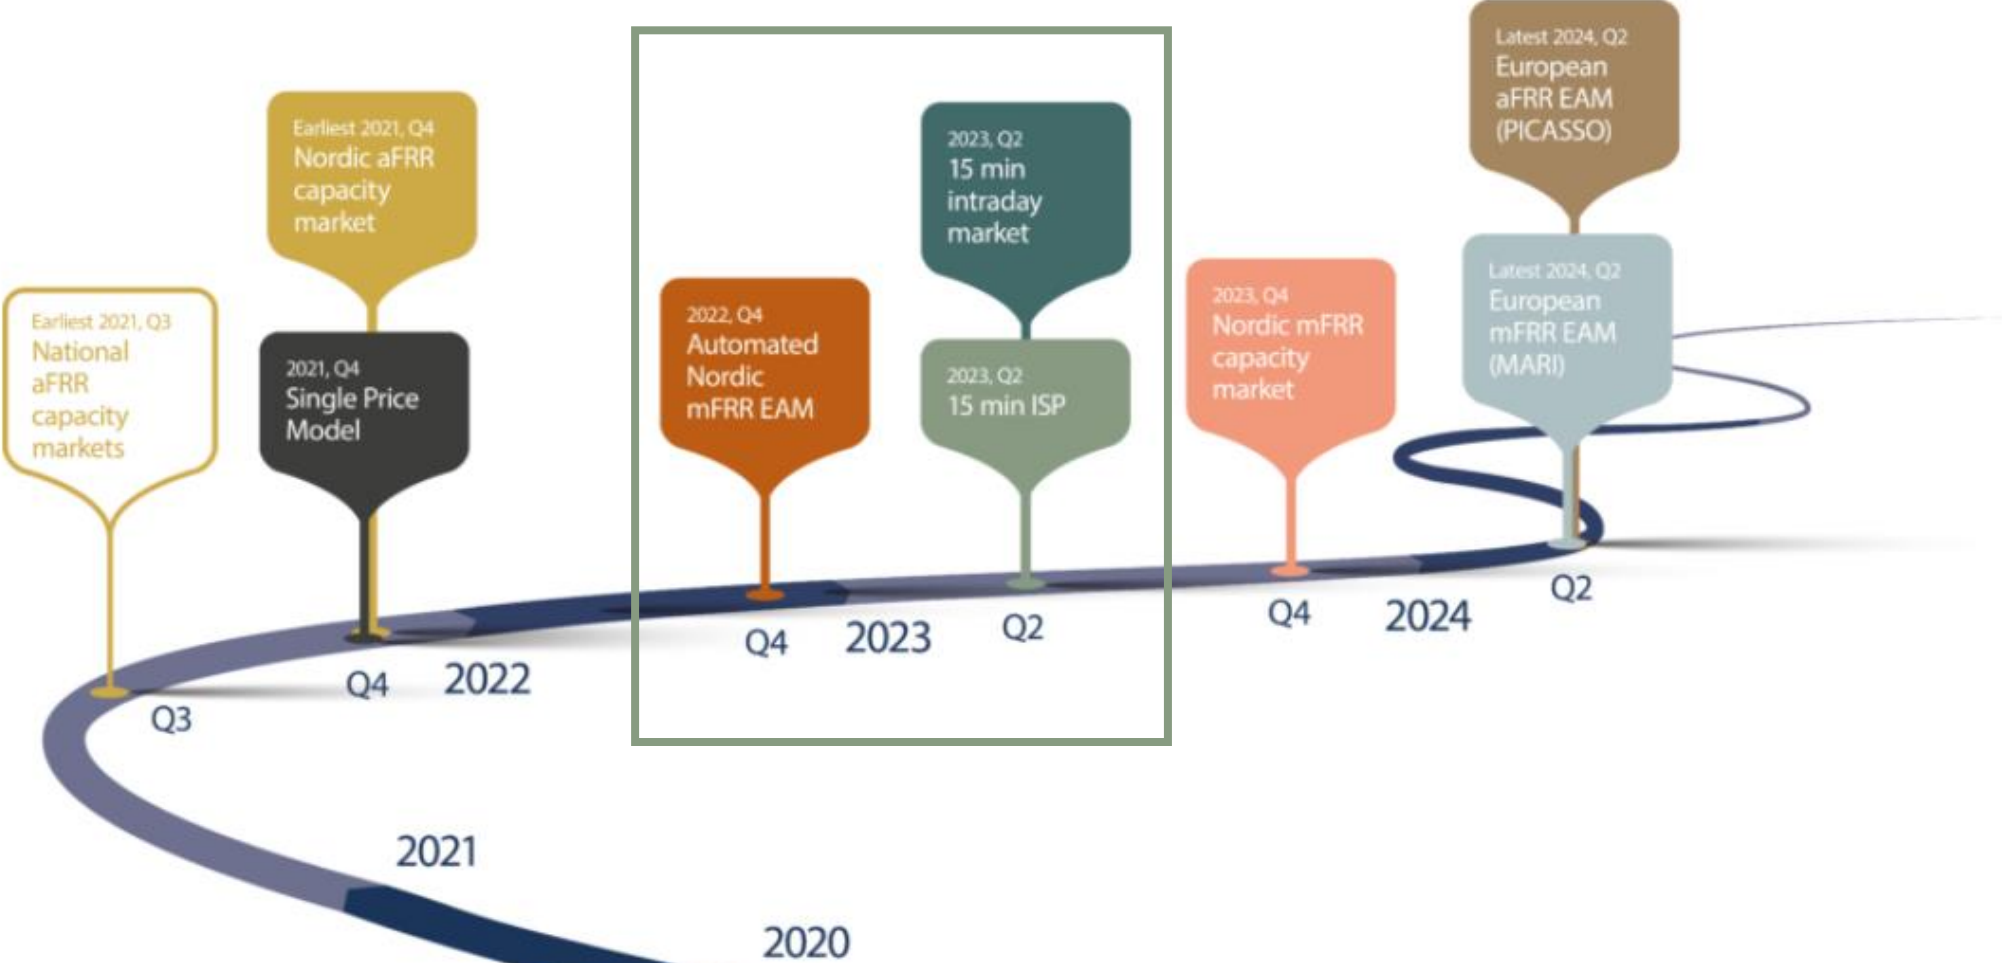 Earliest 2021, Q3
National
aFRR
capacity
markets
Earliest 2021, Q4
Nordic aFRR
capacity
market
2021, Q4
Single Price
Model
2022, Q4
Automated
Nordic
mFRR EAM
2023, Q2
15 min
intraday
market
2023, Q2
15 min ISP
2023, Q4
Nordic mFRR
capacity
market
Latest 2024, Q2
European
aFRR EAM
(PICASSO)
Latest 2024, Q2
European
mFRR EAM
(MARI)
Q3
Q4
2022
Q4
2023
Q2
Q4
2024
Q2
2021
2020